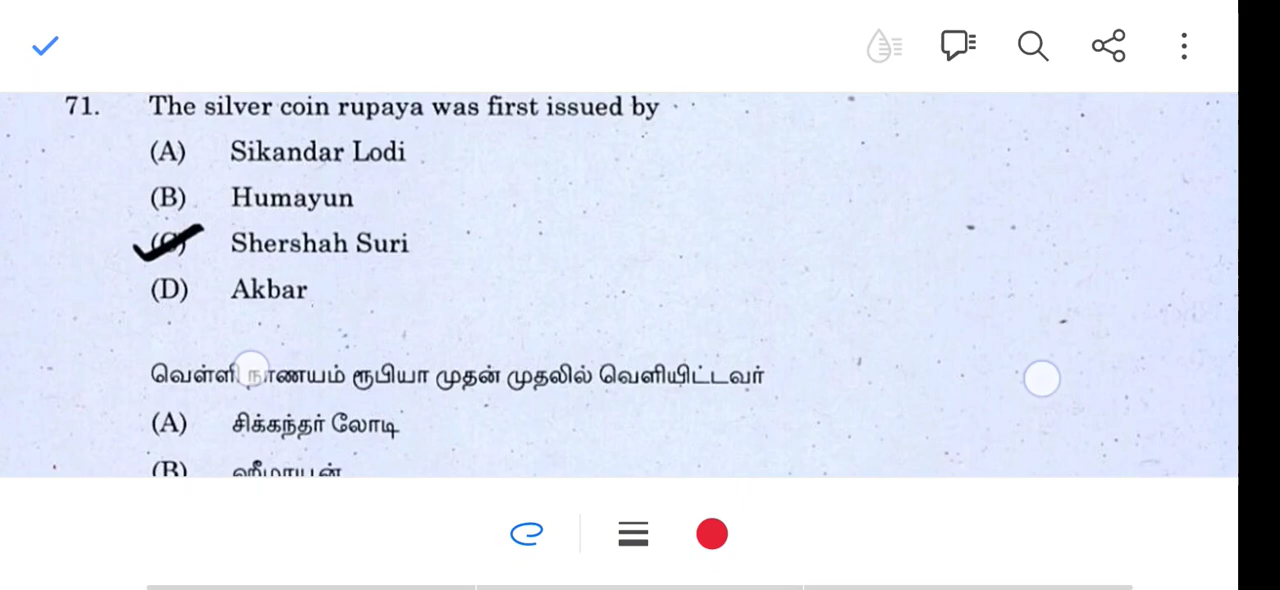 71. The silver coin rupaya was first issued by
(A) Sikandar Lodi
(B) Humayun
(C) Shershah Suri
(D) Akbar
வெள்ளி நாணயம் ரூபியா முதன் முதலில் வெளியிட்டவர்
(A) சிக்கந்தர் லோடி
(B) ஹீமாயுன்